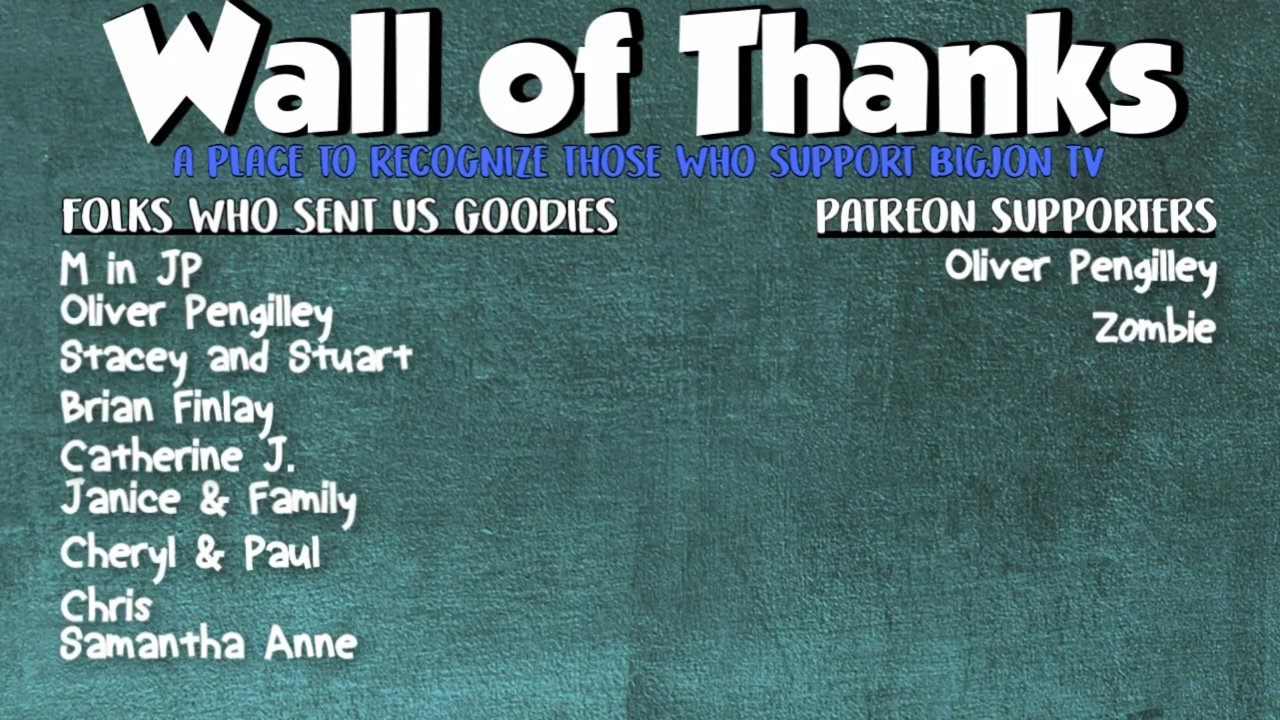 Wall of Thanks
A PLACE TO RECOGNIZE THOSE WHO SUPPORT BIGJON TV
FOLKS WHO SENT US GOODIES
M in JP
Oliver Pengilley
Stacey and Stuart
Brian Finlay
Catherine J.
Janice & Family
Cheryl & Paul
Chris
Samantha Anne
PATREON SUPPORTERS
Oliver Pengilley
Zombie